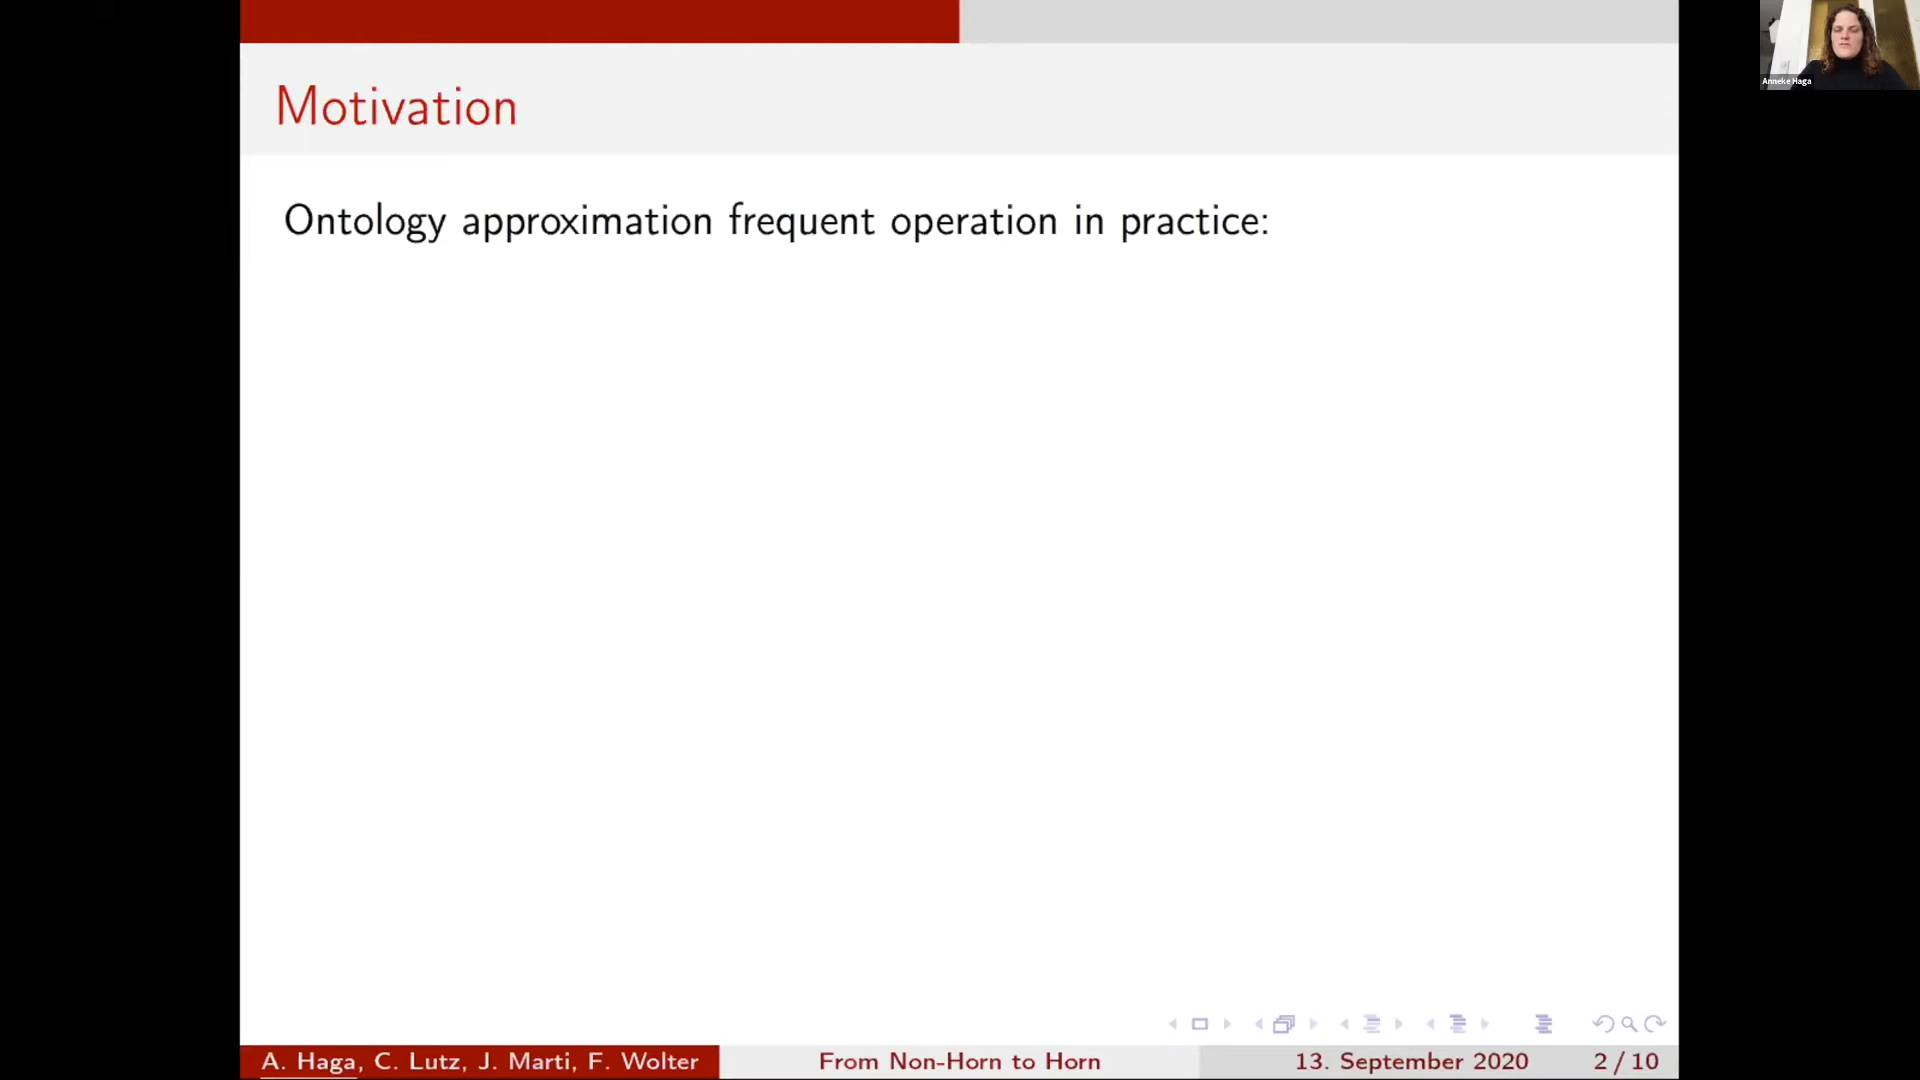 Motivation
Anneke Haga
Ontology approximation frequent operation in practice:
A. Haga, C. Lutz, J. Marti, F. Wolter
From Non-Horn to Horn
13. September 2020
2 / 10